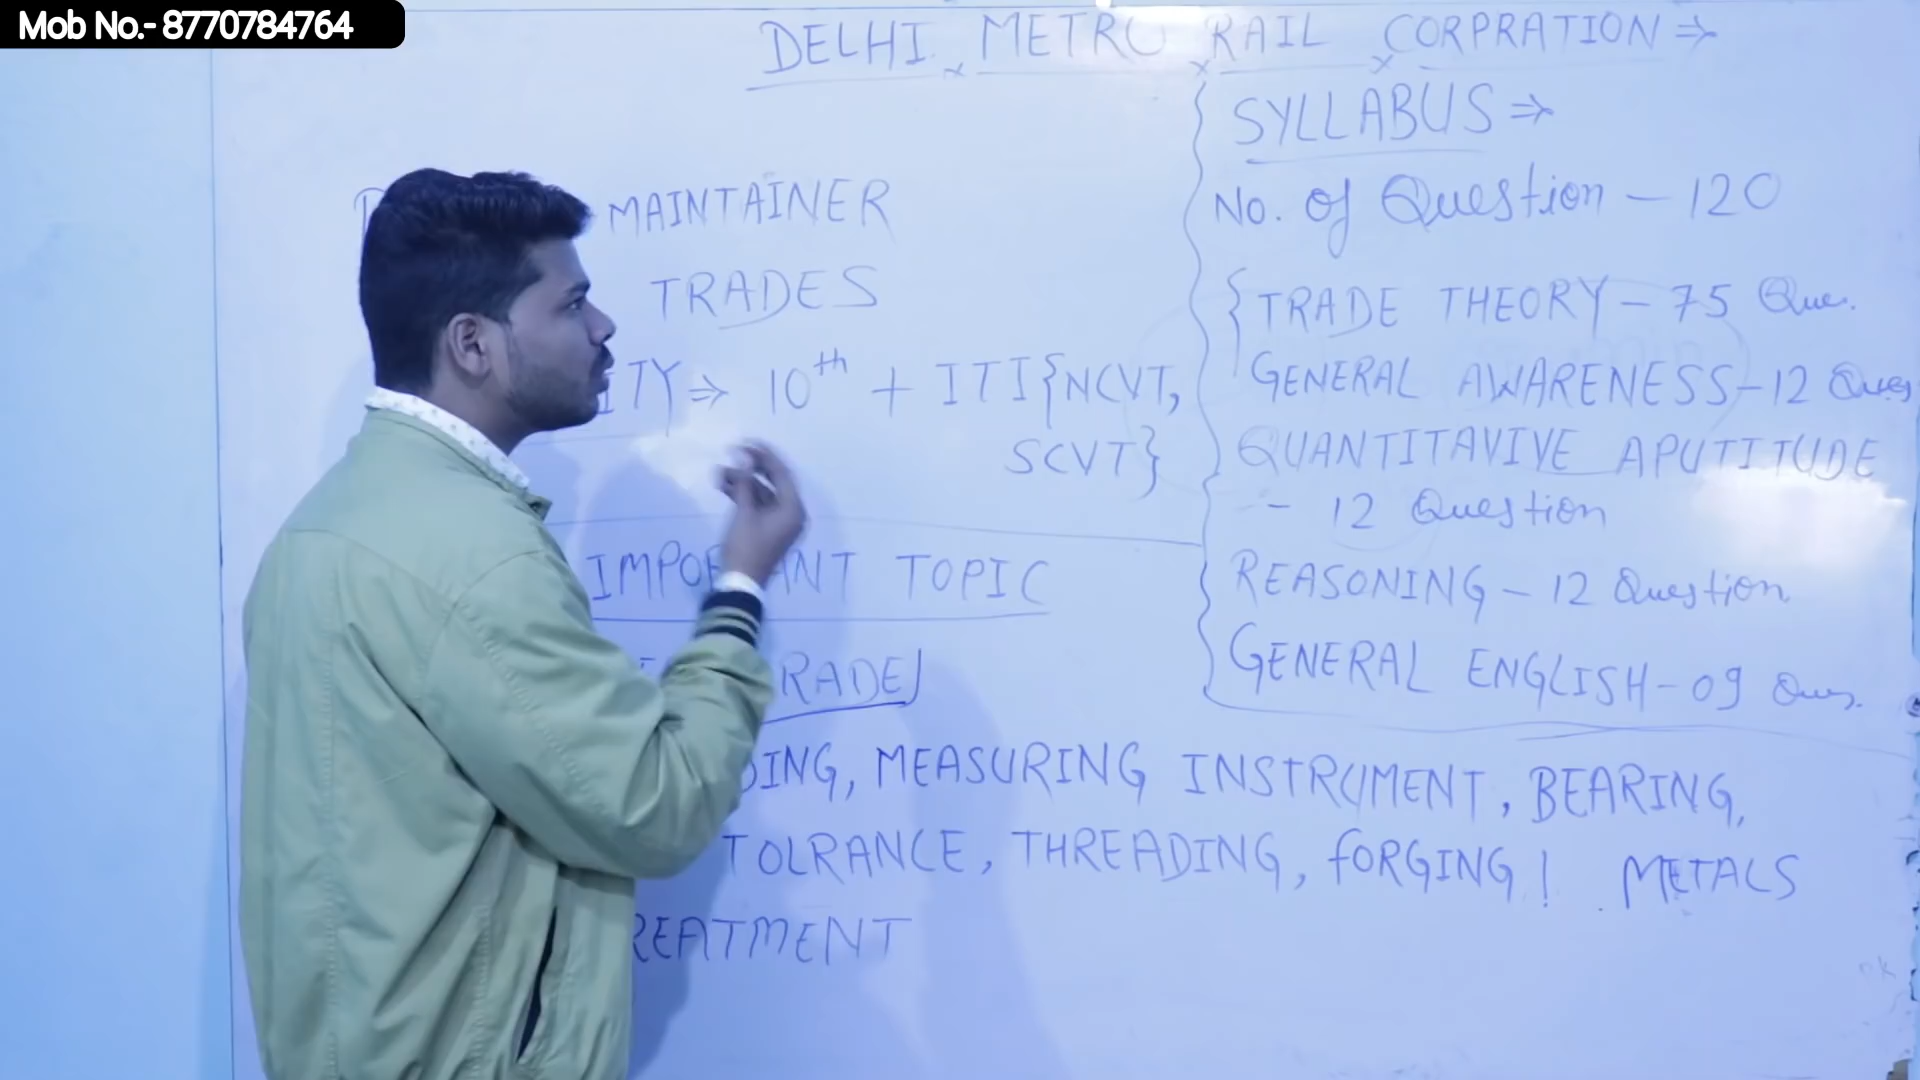 Mob No.- 8770784764
DELHI METRO RAIL CORPRATION ⇒
MAINTAINER
TRADES
ITY ⇒ 10th + ITI {NCVT,
SCVT}
SYLLABUS ⇒
No. of Question - 120
{TRADE THEORY - 75 Ques.
GENERAL AWARENESS - 12 Ques
QUANTITAVIVE APUTITUDE
- 12 Question
REASONING - 12 Question
GENERAL ENGLISH - 09 Ques.
IMPORTANT TOPIC
RADE
DING, MEASURING INSTRUMENT, BEARING,
TOLRANCE, THREADING, FORGING! METALS
REATMENT